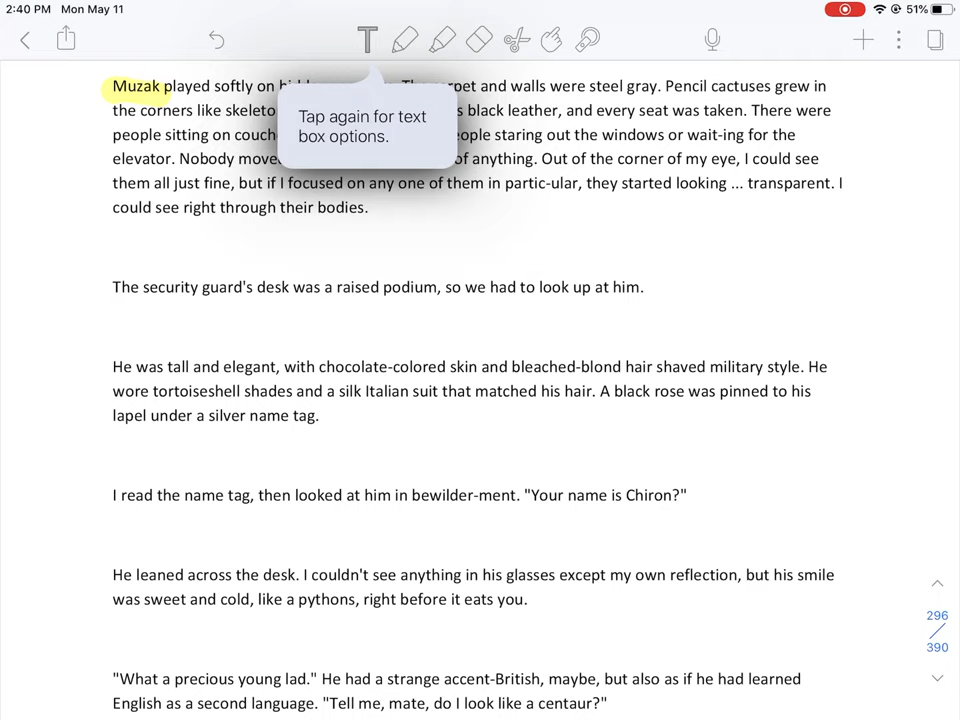 2:40 PM Mon May 11
51%
T
Muzak played softly on The carpet and walls were steel gray. Pencil cactuses grew in
the corners like skeleto s black leather, and every seat was taken. There were
people sitting on couch eople staring out the windows or wait-ing for the
elevator. Nobody move of anything. Out of the corner of my eye, I could see
them all just fine, but if I focused on any one of them in partic-ular, they started looking ... transparent. I
could see right through their bodies.
Tap again for text
box options.
The security guard's desk was a raised podium, so we had to look up at him.
He was tall and elegant, with chocolate-colored skin and bleached-blond hair shaved military style. He
wore tortoiseshell shades and a silk Italian suit that matched his hair. A black rose was pinned to his
lapel under a silver name tag.
I read the name tag, then looked at him in bewilder-ment. "Your name is Chiron?"
He leaned across the desk. I couldn't see anything in his glasses except my own reflection, but his smile
was sweet and cold, like a pythons, right before it eats you.
296
390
"What a precious young lad." He had a strange accent-British, maybe, but also as if he had learned
English as a second language. "Tell me, mate, do I look like a centaur?"